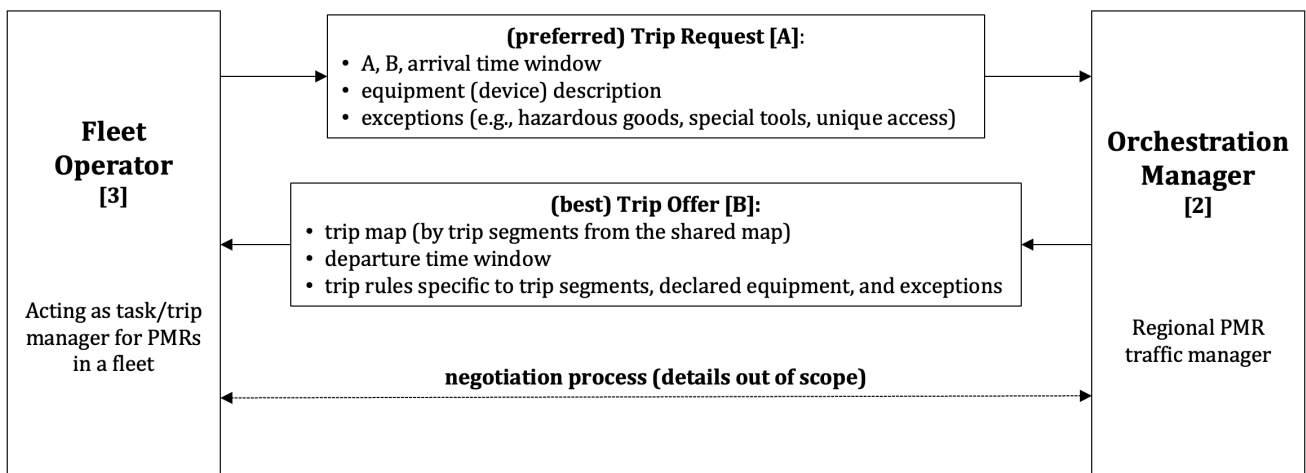 Fleet
Operator
[3]
Acting as task/trip
manager for PMRs
in a fleet
(preferred) Trip Request [A]:
• A, B, arrival time window
• equipment (device) description
• exceptions (e.g., hazardous goods, special tools, unique access)
(best) Trip Offer [B]:
• trip map (by trip segments from the shared map)
• departure time window
• trip rules specific to trip segments, declared equipment, and exceptions
negotiation process (details out of scope)
Orchestration
Manager
[2]
Regional PMR
traffic manager